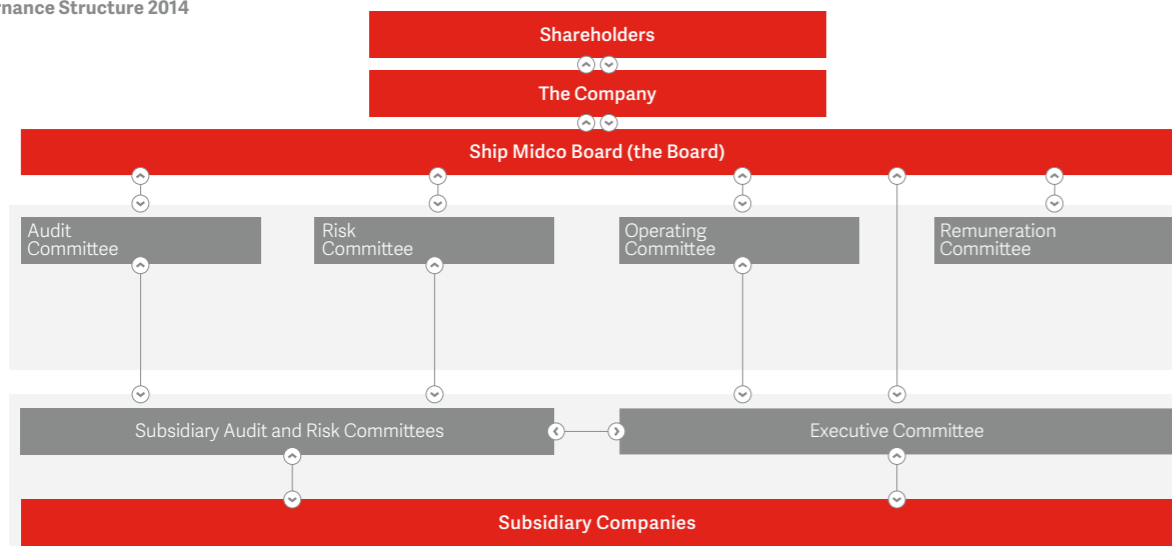 rnance Structure 2014
Shareholders
The Company
Ship Midco Board (the Board)
Audit
Committee
Risk
Committee
Operating
Committee
Remuneration
Committee
Subsidiary Audit and Risk Committees
Executive Committee
Subsidiary Companies